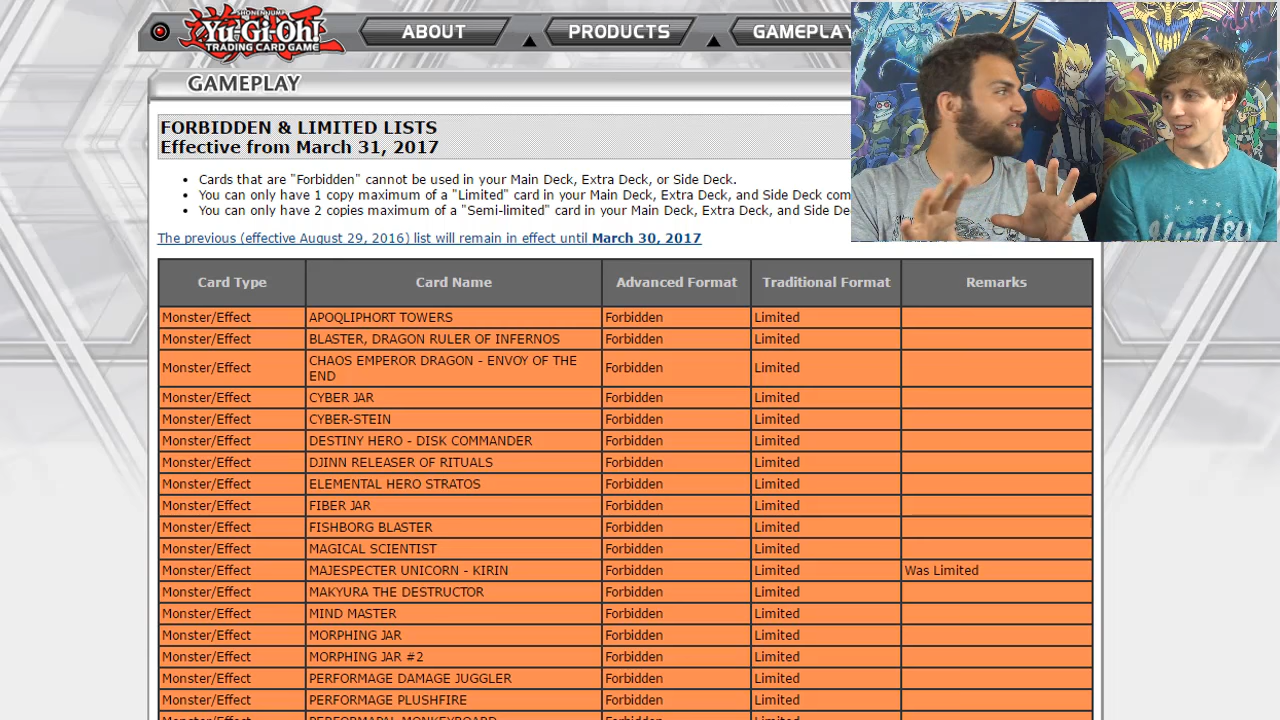 SHONEN JUMP
Yu-Gi-Oh!
TRADING CARD GAME
ABOUT
PRODUCTS
GAMEPLAY
GAMEPLAY
FORBIDDEN & LIMITED LISTS
Effective from March 31, 2017
Cards that are "Forbidden" cannot be used in your Main Deck, Extra Deck, or Side Deck.
You can only have 1 copy maximum of a "Limited" card in your Main Deck, Extra Deck, and Side Deck com
You can only have 2 copies maximum of a "Semi-limited" card in your Main Deck, Extra Deck, and Side De
The previous (effective August 29, 2016) list will remain in effect until March 30, 2017
Card Type Card Name Advanced Format Traditional Format Remarks
Monster/Effect APOQLIPHORT TOWERS Forbidden Limited
Monster/Effect BLASTER, DRAGON RULER OF INFERNOS Forbidden Limited
Monster/Effect CHAOS EMPEROR DRAGON - ENVOY OF THE
END Forbidden Limited
Monster/Effect CYBER JAR Forbidden Limited
Monster/Effect CYBER-STEIN Forbidden Limited
Monster/Effect DESTINY HERO - DISK COMMANDER Forbidden Limited
Monster/Effect DJINN RELEASER OF RITUALS Forbidden Limited
Monster/Effect ELEMENTAL HERO STRATOS Forbidden Limited
Monster/Effect FIBER JAR Forbidden Limited
Monster/Effect FISHBORG BLASTER Forbidden Limited
Monster/Effect MAGICAL SCIENTIST Forbidden Limited
Monster/Effect MAJESPECTER UNICORN - KIRIN Forbidden Limited Was Limited
Monster/Effect MAKYURA THE DESTRUCTOR Forbidden Limited
Monster/Effect MIND MASTER Forbidden Limited
Monster/Effect MORPHING JAR Forbidden Limited
Monster/Effect MORPHING JAR #2 Forbidden Limited
Monster/Effect PERFORMAGE DAMAGE JUGGLER Forbidden Limited
Monster/Effect PERFORMAGE PLUSHFIRE Forbidden Limited
Monster/Effect PERFORMAPAL MONKEYBOARD Forbidden Limited
Hurley